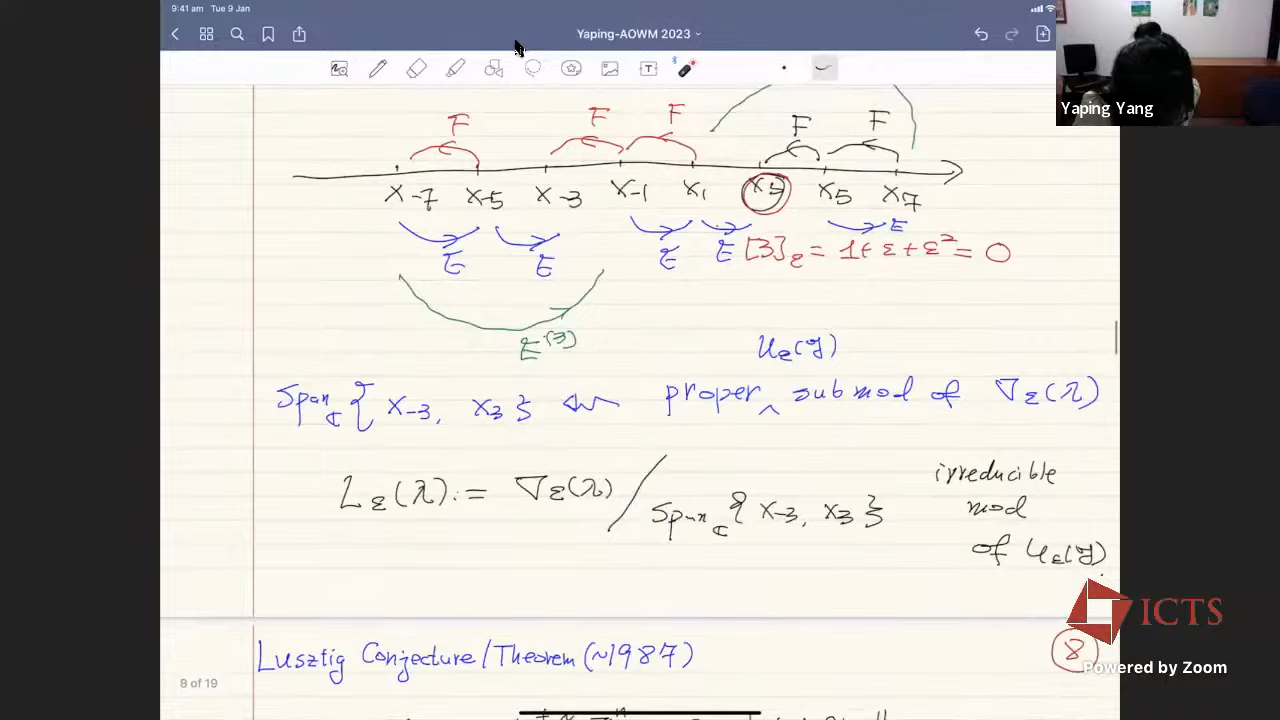 9:41 am Tue 9 Jan
Yaping-AOWM 2023
Yaping Yang
F F F F F
x-7 x-5 x-3 x-1 x1 x3 x5 x7
E E E E E
[3]ε = 1+ε+ε² = 0
E^(3)
Uε(g)
Span_C { x-3, x3 } proper ^ submod of ∇ε(λ)
Lε(λ) := ∇ε(λ) / Span_C { x-3, x3 }
irreducible
mod
of Uε(g)
ICTS
Lusztig Conjecture/Theorem (~1987)
8
Powered by Zoom
8 of 19